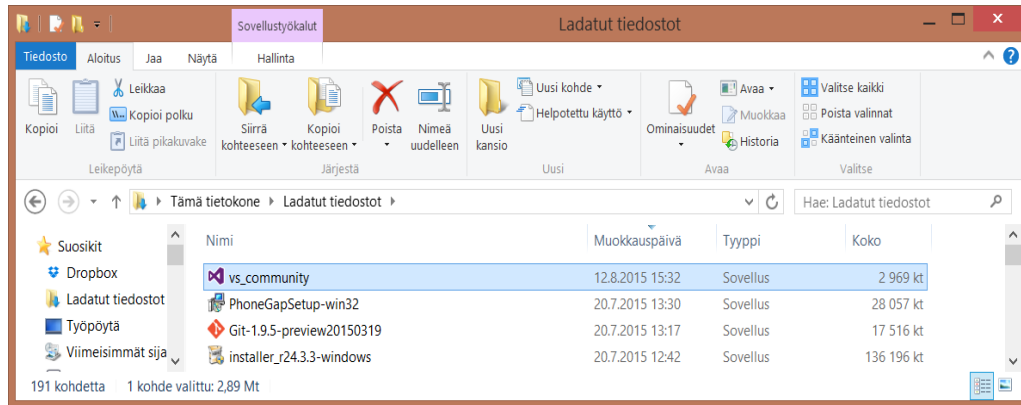 Sovellustyökalut
Ladatut tiedostot
Tiedosto Aloitus Jaa Näytä Hallinta
Kopioi
Liitä
Leikkaa
Kopioi polku
Liitä pikakuvake
Leikepöytä
Siirrä kohteeseen
Kopioi kohteeseen
Poista
Nimeä uudelleen
Järjestä
Uusi kansio
Uusi kohde
Helpotettu käyttö
Uusi
Ominaisuudet
Avaa
Muokkaa
Historia
Avaa
Valitse kaikki
Poista valinnat
Käänteinen valinta
Valitse
Tämä tietokone Ladatut tiedostot
Hae: Ladatut tiedostot
Suosikit
Dropbox
Ladatut tiedostot
Työpöytä
Viimeisimmät sija
Nimi Muokkauspäivä Tyyppi Koko
vs_community 12.8.2015 15:32 Sovellus 2 969 kt
PhoneGapSetup-win32 20.7.2015 13:30 Sovellus 28 057 kt
Git-1.9.5-preview20150319 20.7.2015 13:17 Sovellus 17 516 kt
installer_r24.3.3-windows 20.7.2015 12:42 Sovellus 136 196 kt
191 kohdetta 1 kohde valittu: 2,89 Mt